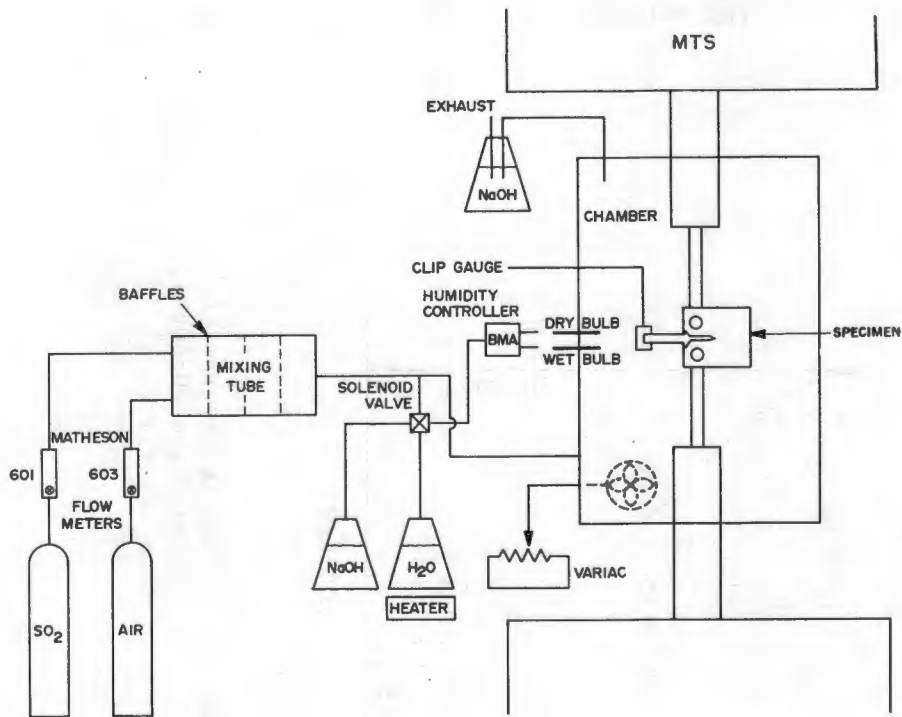 MTS
EXHAUST
NaOH
CHAMBER
CLIP GAUGE
HUMIDITY
CONTROLLER
BAFFLES
DRY BULB
BMA
WET BULB
SPECIMEN
MIXING
TUBE
SOLENOID
VALVE
MATHESON
601
603
FLOW
METERS
NaOH
H2O
VARIAC
HEATER
SO2
AIR